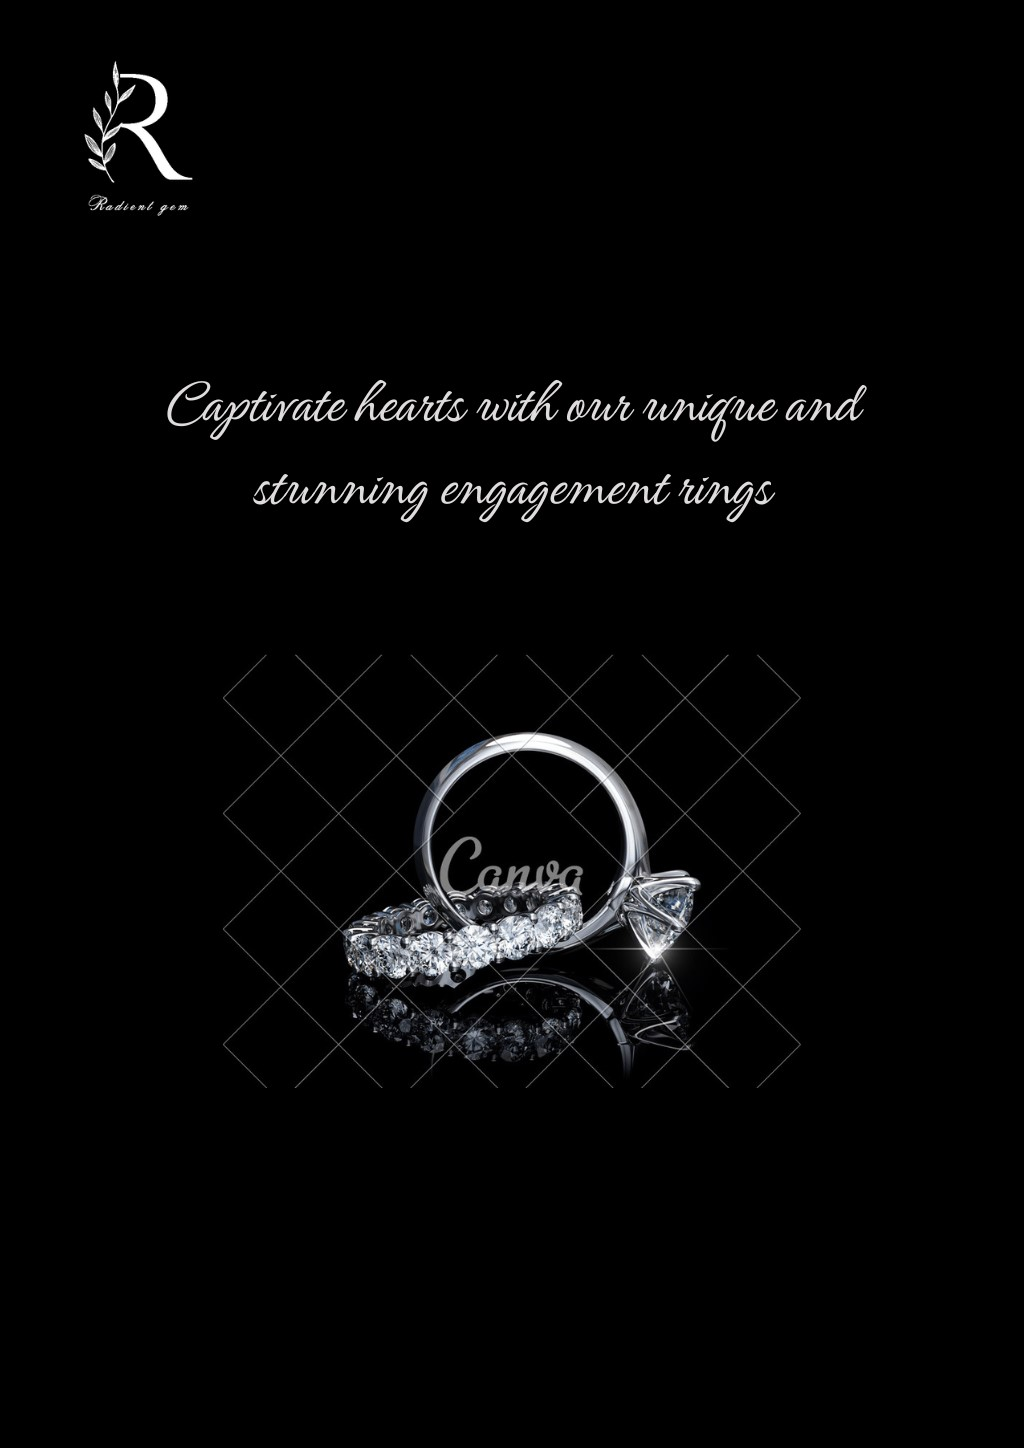 R
Radient gem
Captivate hearts with our unique and
stunning engagement rings
Canva